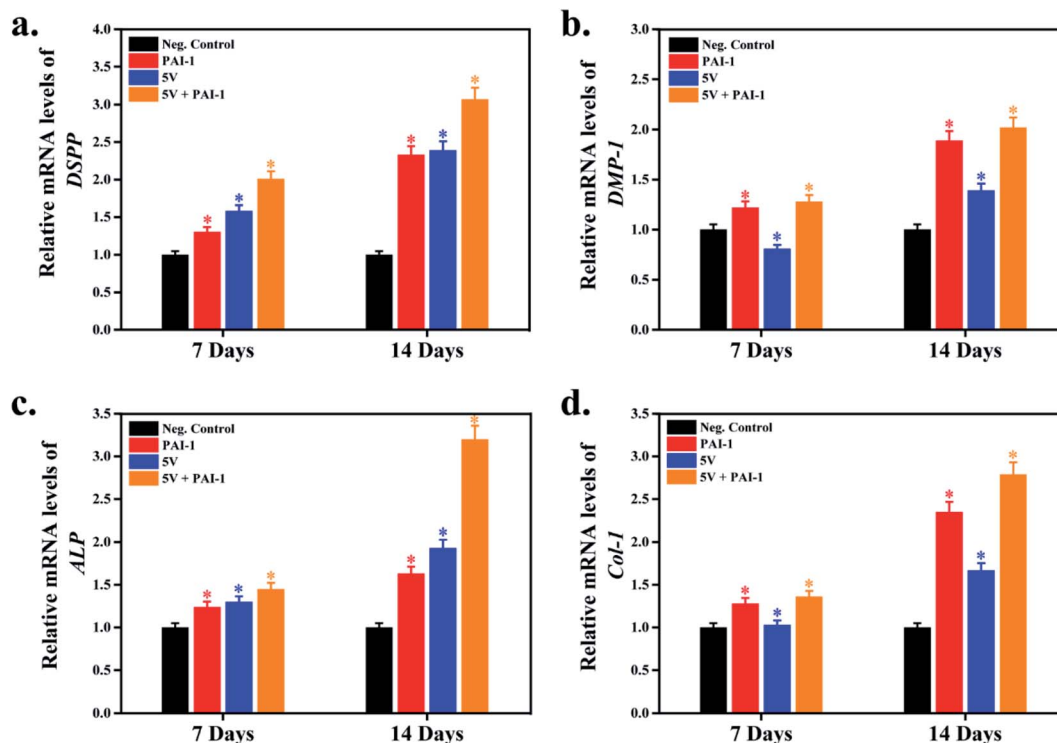 a.
Relative mRNA levels of
DSPP
4.0
3.5
3.0
2.5
2.0
1.5
1.0
0.5
0.0
Neg. Control
PAI-1
5V
5V + PAI-1
*
*
*
*
*
*
7 Days
14 Days
b.
Relative mRNA levels of
DMP-1
3.0
2.5
2.0
1.5
1.0
0.5
0.0
Neg. Control
PAI-1
5V
5V + PAI-1
*
*
*
*
*
*
7 Days
14 Days
c.
Relative mRNA levels of
ALP
3.5
3.0
2.5
2.0
1.5
1.0
0.5
0.0
Neg. Control
PAI-1
5V
5V + PAI-1
*
*
*
*
*
*
7 Days
14 Days
d.
Relative mRNA levels of
Col-1
3.5
3.0
2.5
2.0
1.5
1.0
0.5
0.0
Neg. Control
PAI-1
5V
5V + PAI-1
*
*
*
*
*
*
7 Days
14 Days